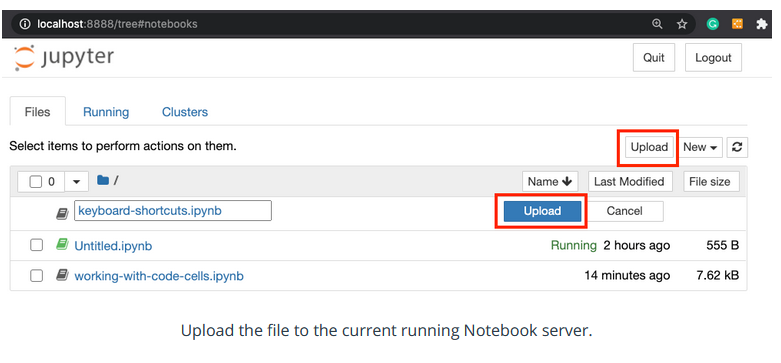 localhost:8888/tree#notebooks
jupyter Quit Logout
Files Running Clusters
Select items to perform actions on them. Upload New
0 / Name Last Modified File size
keyboard-shortcuts.ipynb Upload Cancel
Untitled.ipynb Running 2 hours ago 555 B
working-with-code-cells.ipynb 14 minutes ago 7.62 kB
Upload the file to the current running Notebook server.